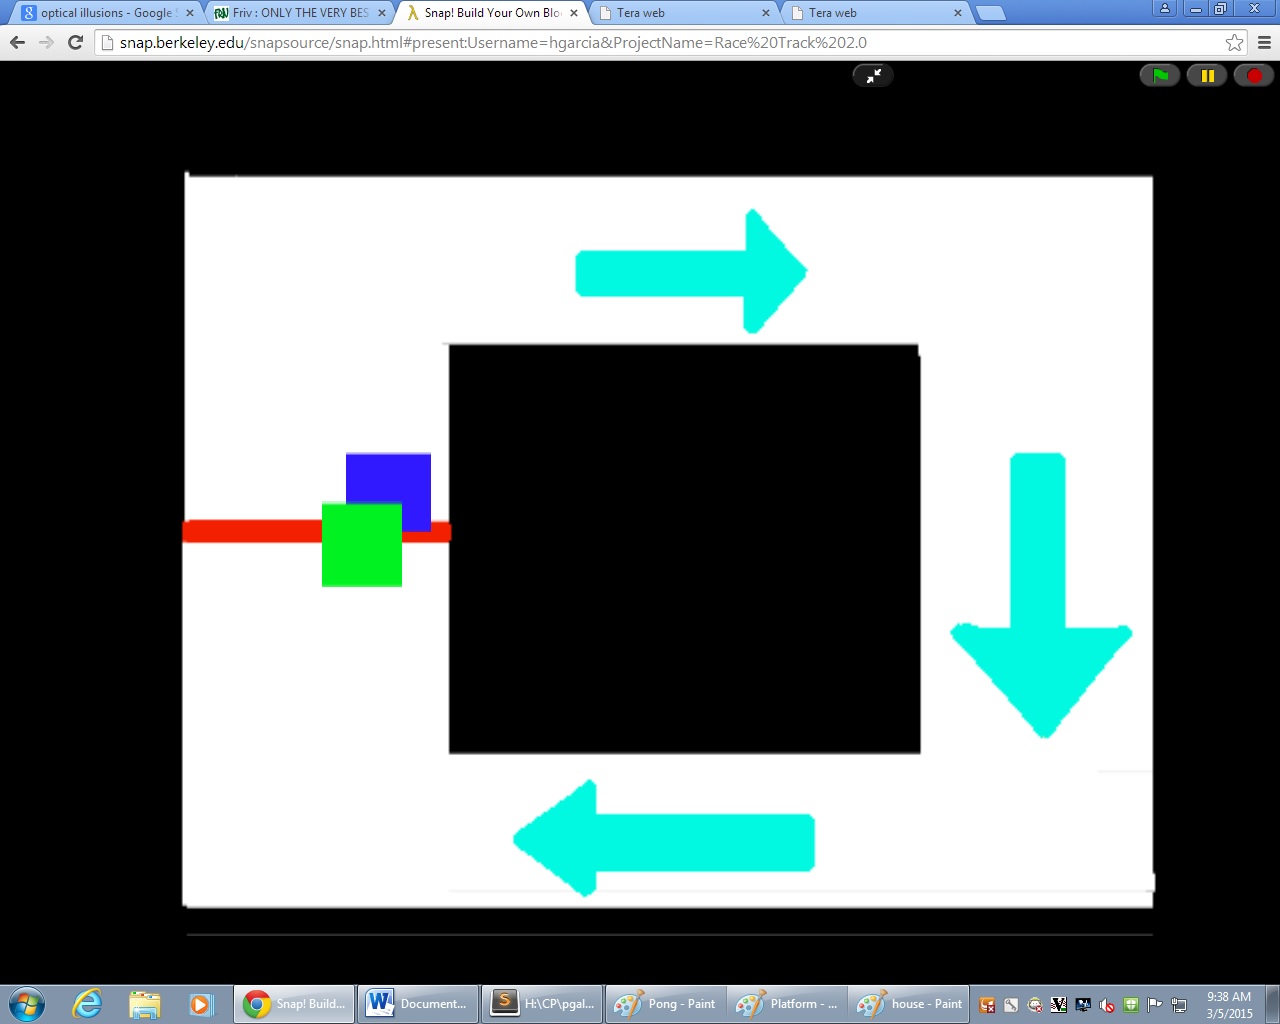 optical illusions - Google
Friv : ONLY THE VERY BES
Snap! Build Your Own Blo
Tera web
Tera web
snap.berkeley.edu/snapsource/snap.html#present:Username=hgarcia&ProjectName=Race%20Track%202.0
Snap! Build...
Document...
H:\CP\pgal...
Pong - Paint
Platform - ...
house - Paint
9:38 AM
3/5/2015